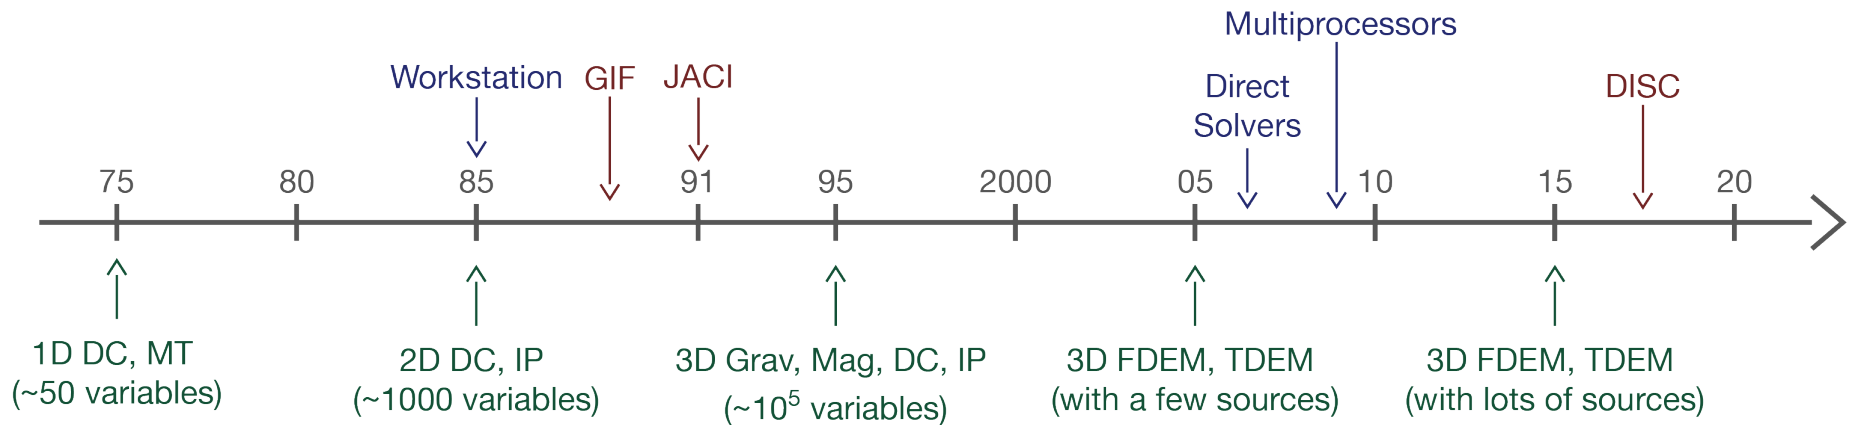 Multiprocessors
Workstation GIF JACI
Direct
Solvers
DISC
75 80 85 91 95 2000 05 10 15 20
1D DC, MT
(~50 variables)
2D DC, IP
(~1000 variables)
3D Grav, Mag, DC, IP
(~10⁵ variables)
3D FDEM, TDEM
(with a few sources)
3D FDEM, TDEM
(with lots of sources)